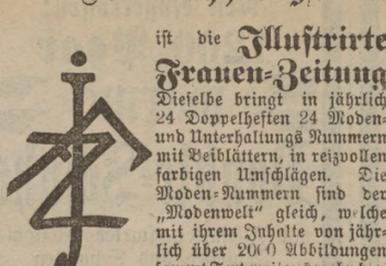 ist die Illustrirte
Frauen-Zeitung
Dieselbe bringt in jährlich
24 Doppelheften 24 Moden-
und Unterhaltungs Nummern
mit Beiblättern, in reizvollen
farbigen Umschlägen. Die
Moden-Nummern sind der
„Modenwelt“ gleich, welche
mit ihrem Inhalte von jähr-
lich über 2000 Abbildungen